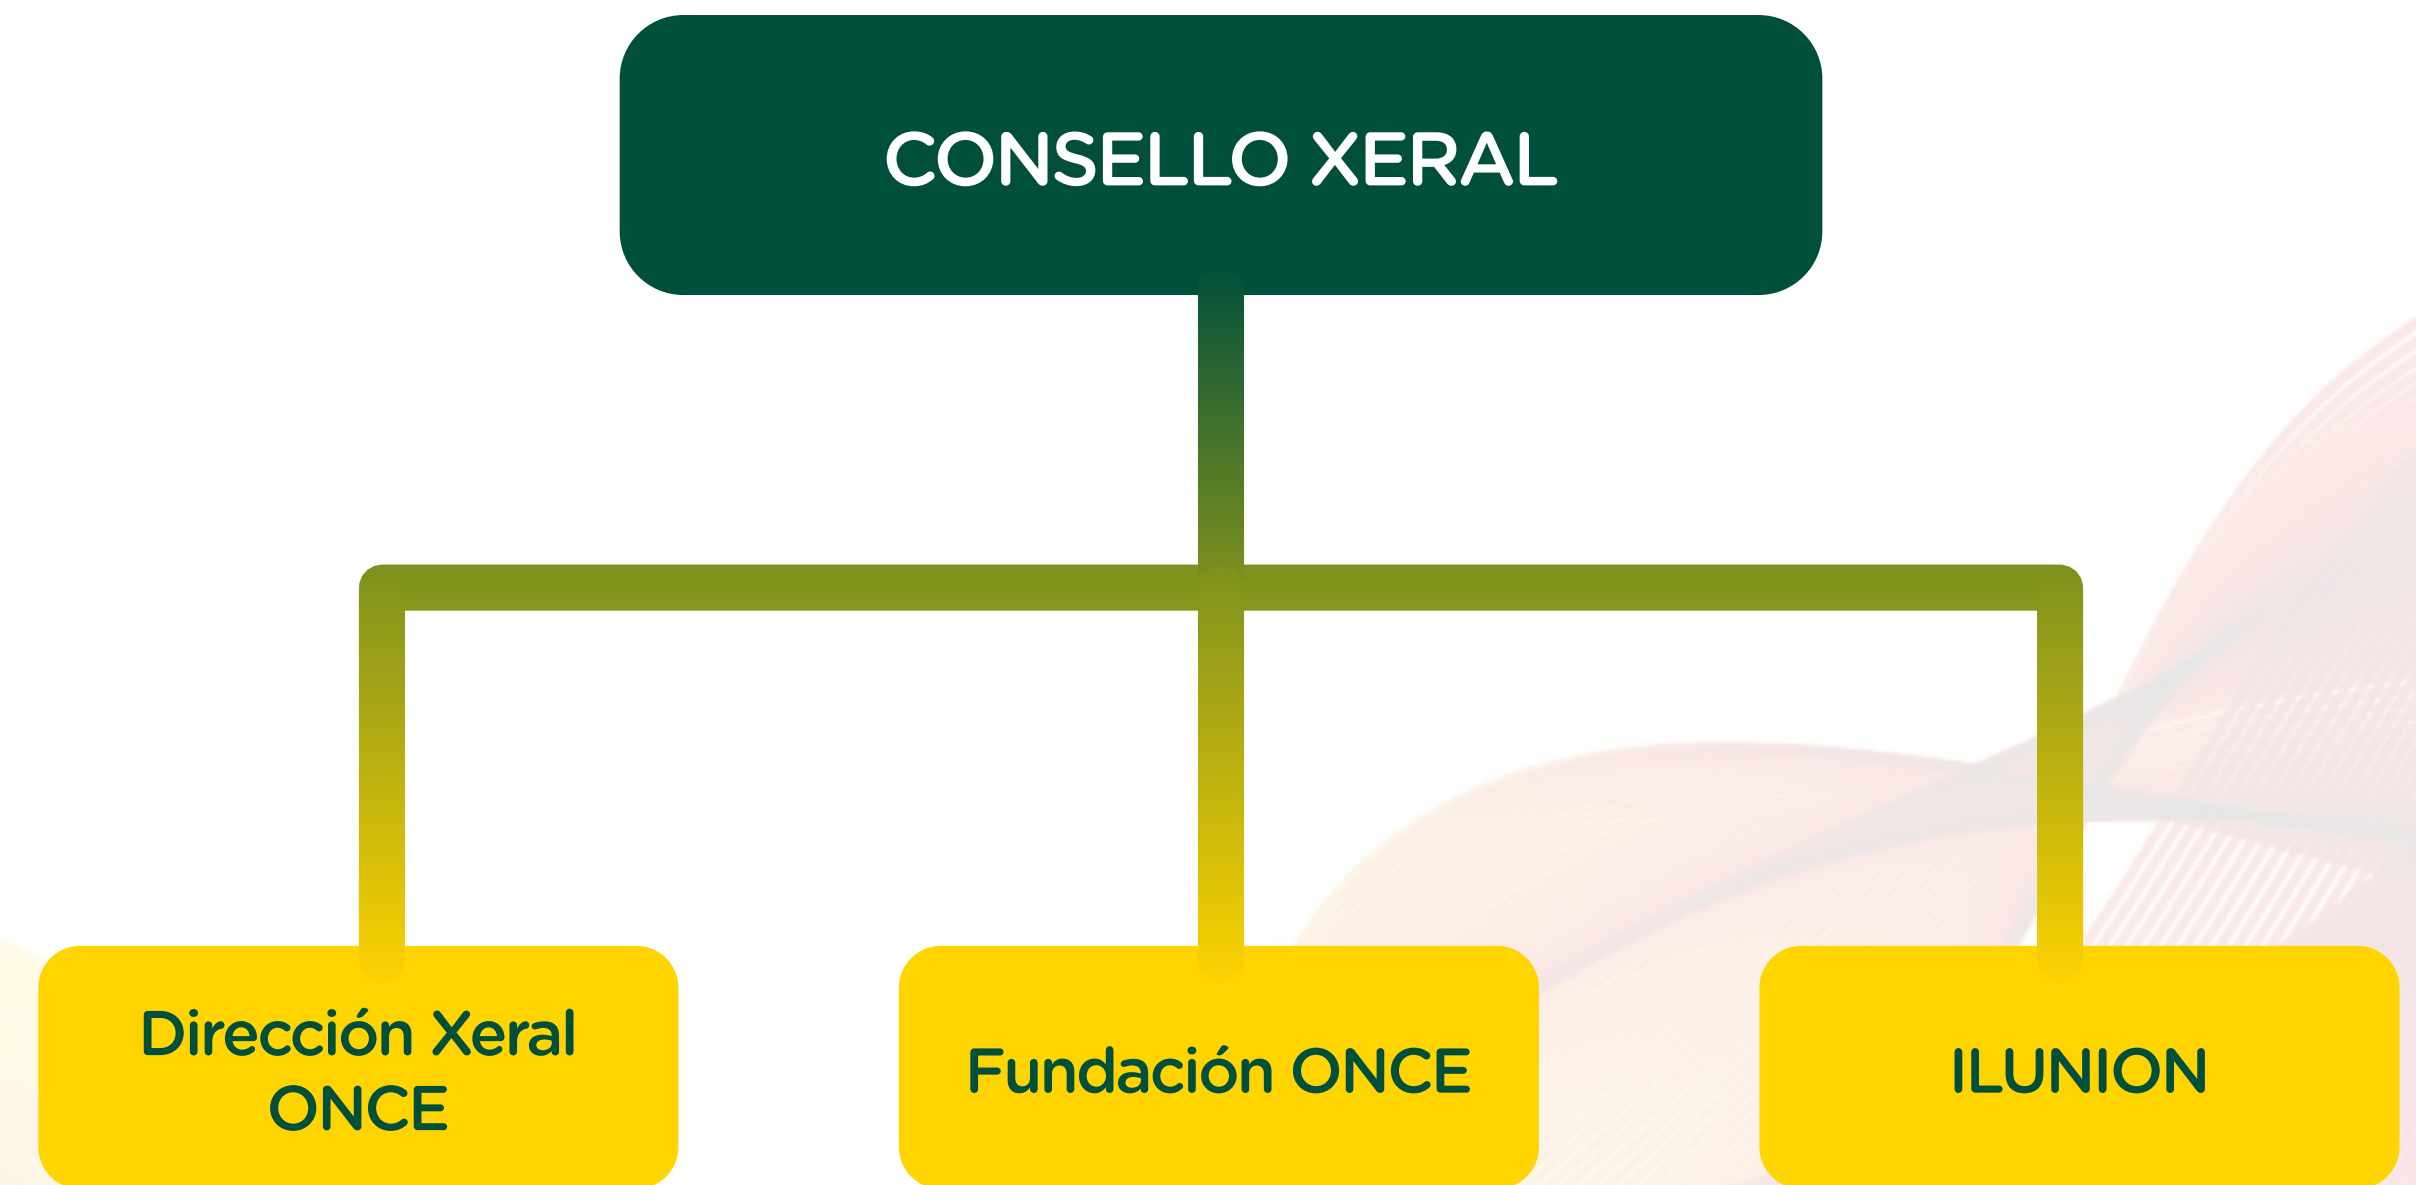 CONSELLO XERAL
Dirección Xeral
ONCE
Fundación ONCE
ILUNION